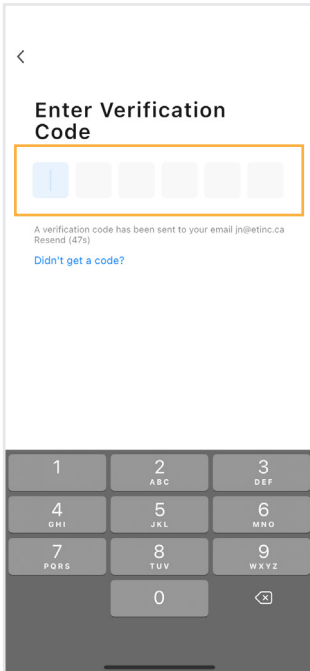 Enter Verification
Code
A verification code has been sent to your email jn@etinc.ca
Resend (47s)
Didn't get a code?
1 2 3
ABC DEF
4 5 6
GHI JKL MNO
7 8 9
PQRS TUV WXYZ
0